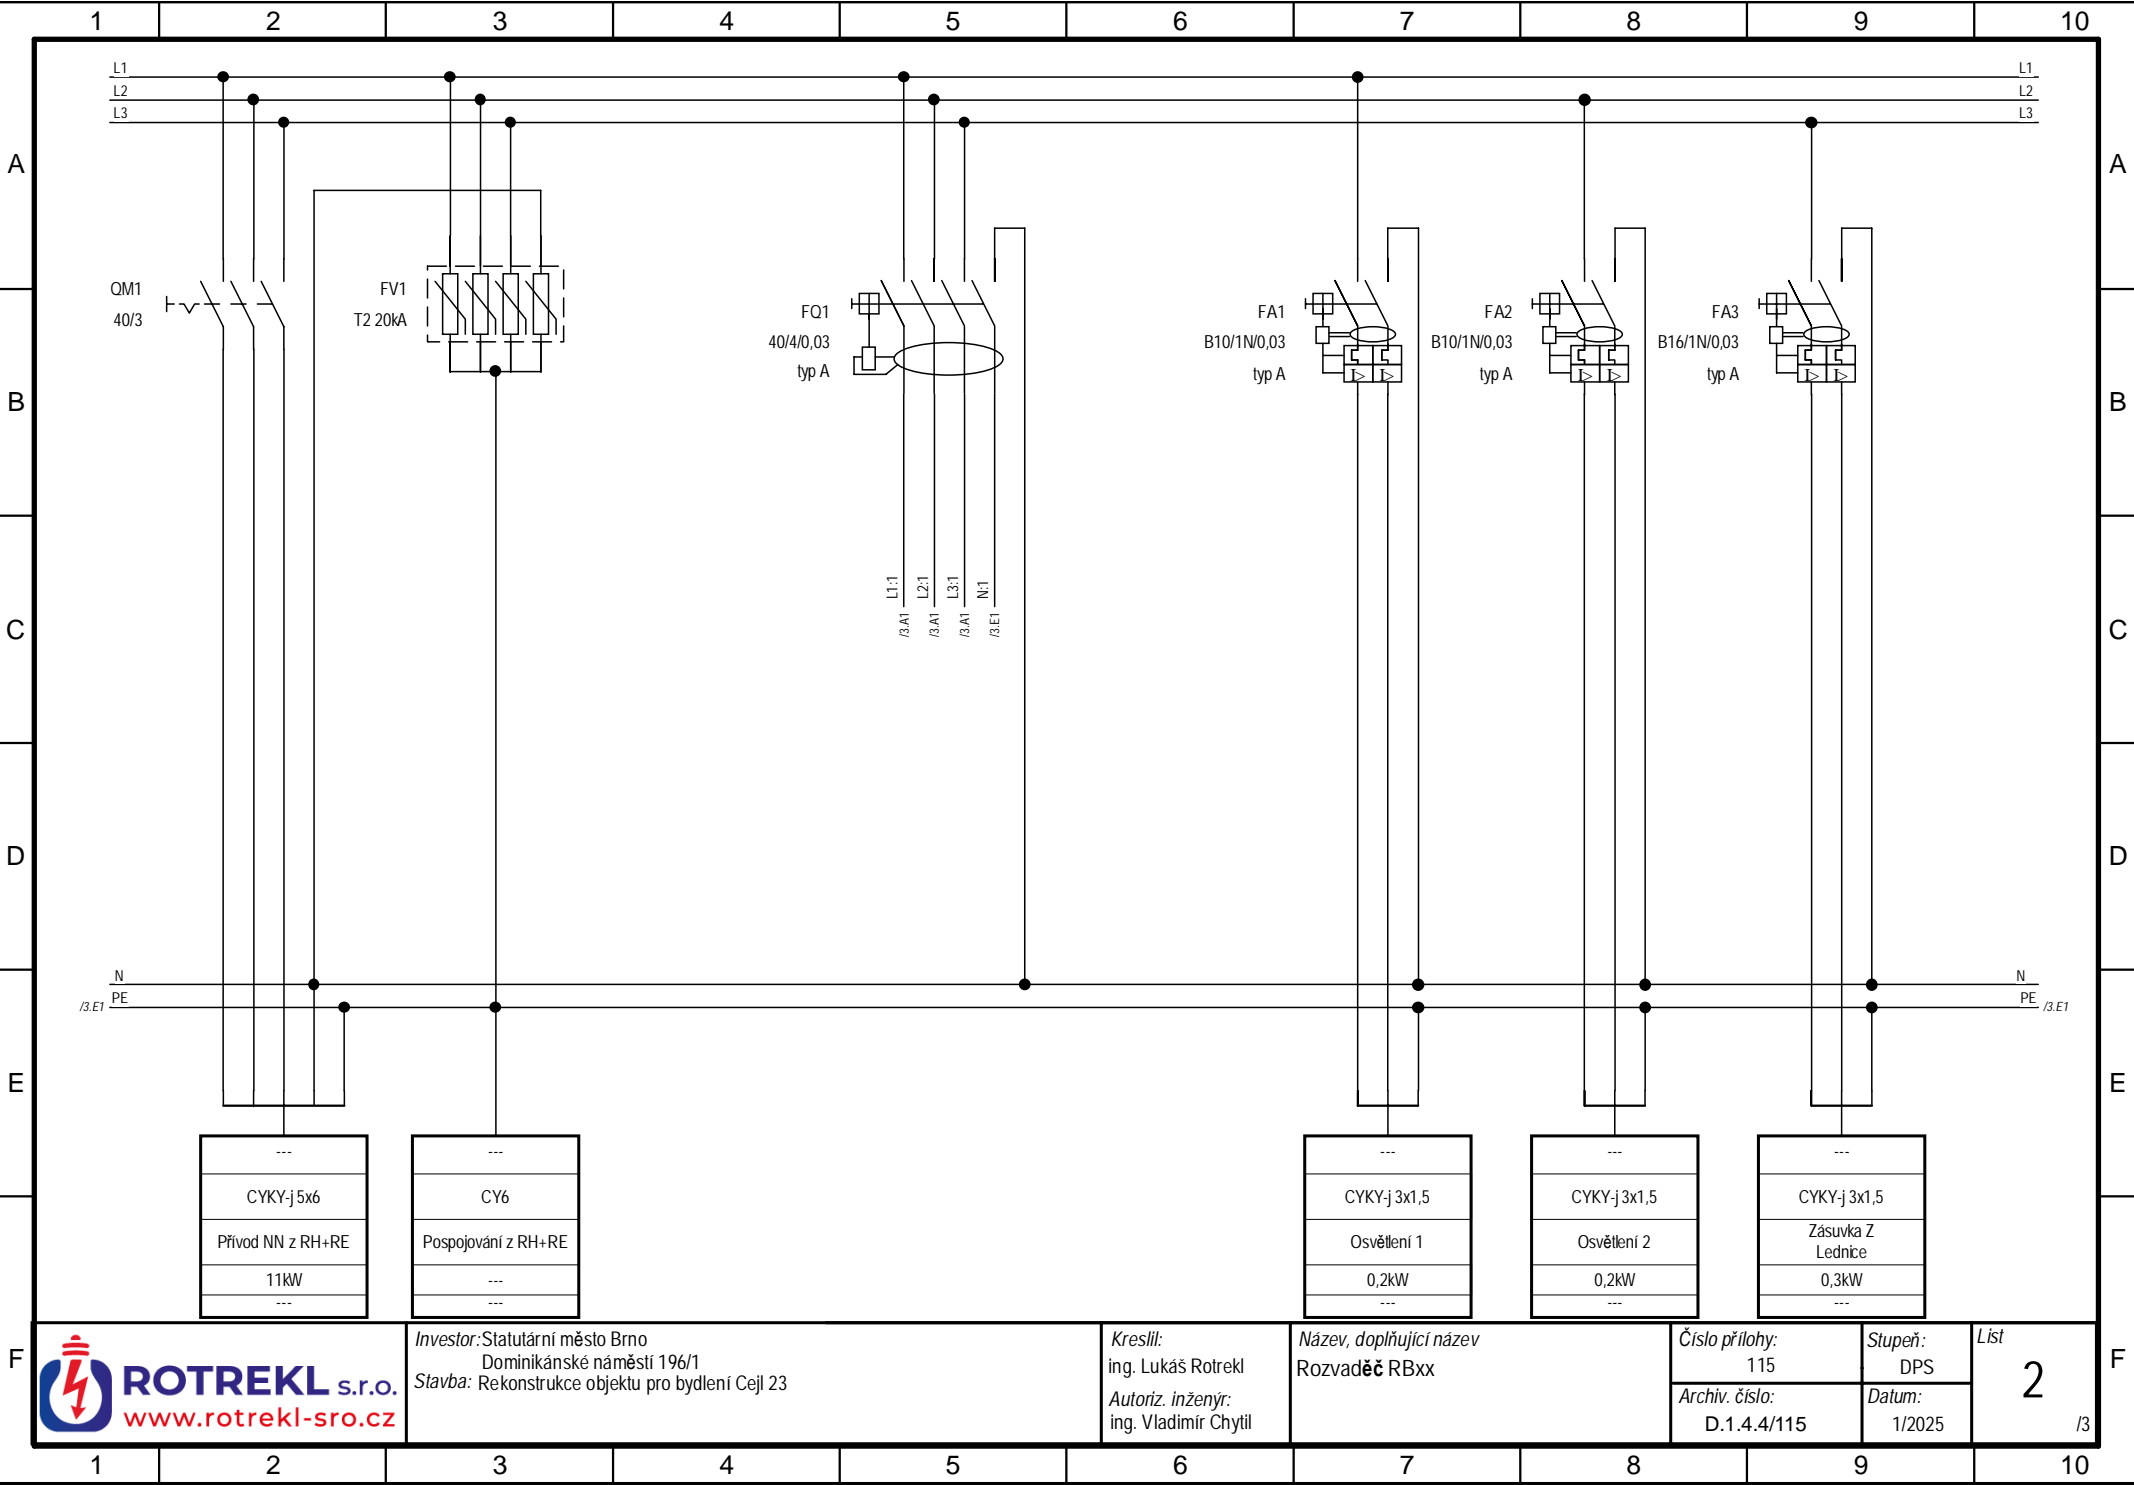 1 2 3 4 5 6 7 8 9 10
L1 L1
L2 L2
L3 L3
A A
QM1
40/3
FV1
T2 20kA
FQ1
40/4/0,03
typ A
FA1
B10/1N/0,03
typ A
I> I>
FA2
B10/1N/0,03
typ A
I> I>
FA3
B16/1N/0,03
typ A
I> I>
B B
L1:1 L2:1 L3:1 N:1
/3.A1 /3.A1 /3.A1 /3.E1
C C
D D
N N
/3.E1 PE PE /3.E1
E E
---
CYKY-j 5x6
Přívod NN z RH+RE
11kW
---
---
CY6
Pospojování z RH+RE
---
---
---
CYKY-j 3x1,5
Osvětlení 1
0,2kW
---
---
CYKY-j 3x1,5
Osvětlení 2
0,2kW
---
---
CYKY-j 3x1,5
Zásuvka Z
Lednice
0,3kW
---
F F
ROTREKL s.r.o.
www.rotrekl-sro.cz
Investor: Statutární město Brno
Dominikánské náměstí 196/1
Stavba: Rekonstrukce objektu pro bydlení Cejl 23
Kreslil:
ing. Lukáš Rotrekl
Autoriz. inženýr:
ing. Vladimír Chytil
Název, doplňující název
Rozvaděč RBxx
Číslo přílohy:
115
Archiv. číslo:
D.1.4.4/115
Stupeň:
DPS
Datum:
1/2025
List
2
/3
1 2 3 4 5 6 7 8 9 10